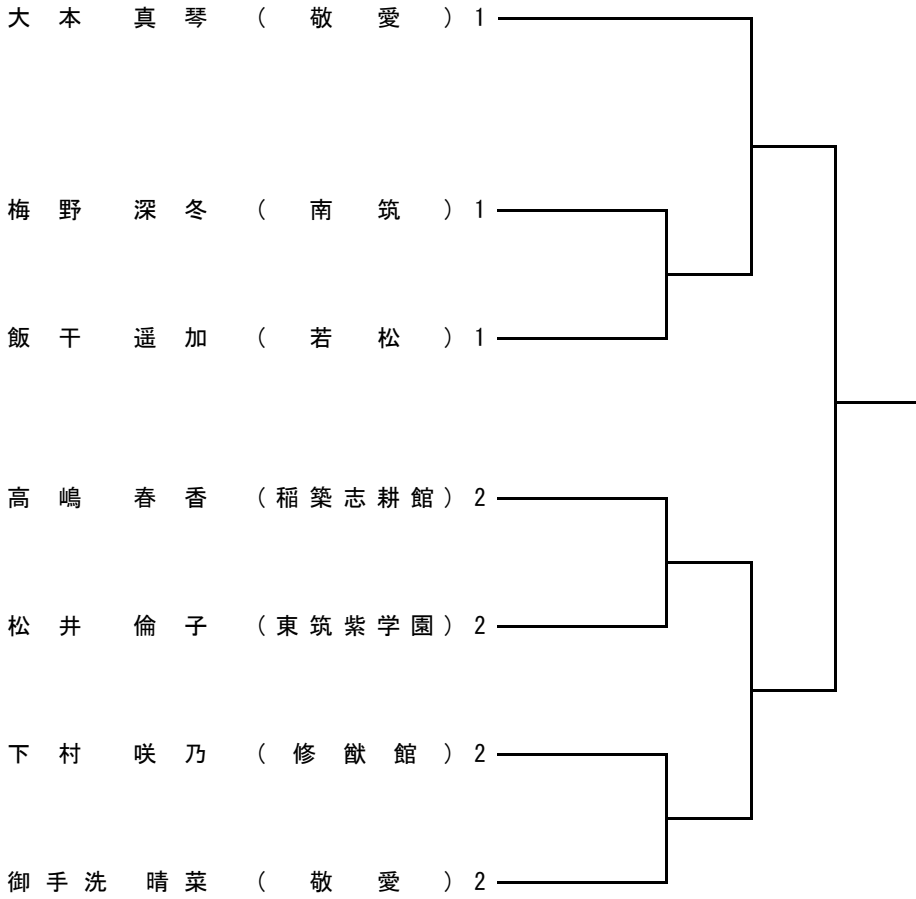 大本 真琴 （ 敬愛 ） 1
梅野 深冬 （ 南筑 ） 1
飯干 遥加 （ 若松 ） 1
高嶋 春香 （稲築志耕館） 2
松井 倫子 （東筑紫学園） 2
下村 咲乃 （ 修猷館 ） 2
御手洗 晴菜 （ 敬愛 ） 2